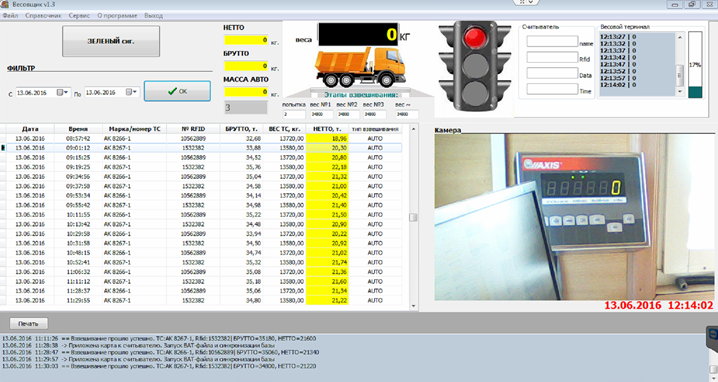 Весовщик v1.3
Файл Справочник Сервис О программе Выход
ЗЕЛЕНЫЙ сиг.
ФИЛЬТР
С 13.06.2016 По 13.06.2016 OK
НЕТТО
0 кг.
БРУТТО
0 кг.
МАССА АВТО
0 кг.
3
веса 0 КГ
Этапы взвешивания:
попытка вес №1 вес №2 вес №3 вес ~
3 34800 34800 34800 34800
Считыватель
name
Rfid
Data
Time
Весовой терминал
12:13:27 | 0
12:13:32 | 0
12:13:37 | 0
12:13:42 | 0
12:13:47 | 0
12:13:52 | 0
12:13:57 | 0
12:14:02 | 0
17%
Дата Время Марка/номер ТС № RFID БРУТТО, т. ВЕС ТС, кг. НЕТТО, т. тип взвешивания
13.06.2016 08:57:42 АК 8266-1 10562889 32,68 13720,00 18,96 AUTO
13.06.2016 09:01:12 АК 8267-1 1532382 33,88 13580,00 20,30 AUTO
13.06.2016 09:15:25 АК 8266-1 10562889 34,52 13720,00 20,80 AUTO
13.06.2016 09:19:25 АК 8267-1 1532382 35,76 13580,00 22,18 AUTO
13.06.2016 09:34:56 АК 8266-1 10562889 35,04 13720,00 21,32 AUTO
13.06.2016 09:37:58 АК 8267-1 1532382 34,58 13580,00 21,00 AUTO
13.06.2016 09:53:34 АК 8266-1 10562889 34,14 13720,00 20,42 AUTO
13.06.2016 09:55:42 АК 8267-1 1532382 34,98 13580,00 21,40 AUTO
13.06.2016 10:11:55 АК 8266-1 10562889 35,22 13720,00 21,50 AUTO
13.06.2016 10:13:42 АК 8267-1 1532382 34,48 13580,00 20,90 AUTO
13.06.2016 10:28:59 АК 8266-1 10562889 33,94 13720,00 20,22 AUTO
13.06.2016 10:31:58 АК 8267-1 1532382 34,50 13580,00 20,92 AUTO
13.06.2016 10:48:15 АК 8266-1 10562889 34,74 13720,00 21,02 AUTO
13.06.2016 10:52:41 АК 8267-1 1532382 35,32 13580,00 21,74 AUTO
13.06.2016 11:06:32 АК 8266-1 10562889 35,08 13720,00 21,36 AUTO
13.06.2016 11:11:12 АК 8267-1 1532382 35,18 13580,00 21,60 AUTO
13.06.2016 11:28:37 АК 8266-1 10562889 35,06 13720,00 21,34 AUTO
13.06.2016 11:29:55 АК 8267-1 1532382 34,80 13580,00 21,22 AUTO
Камера
AXIS
0
13.06.2016 12:14:02
Печать
13.06.2016 11:11:26 == Взвешивание прошло успешно. ТС:АК 8267-1, Rfid:1532382| БРУТТО=35180, НЕТТО=21600
13.06.2016 11:28:38 -> Приложена карта к считывателю. Запуск BAT-файла и синхронизации базы
13.06.2016 11:28:47 == Взвешивание прошло успешно. ТС:АК 8266-1, Rfid:10562889| БРУТТО=35060, НЕТТО=21340
13.06.2016 11:29:57 -> Приложена карта к считывателю. Запуск BAT-файла и синхронизации базы
13.06.2016 11:30:03 == Взвешивание прошло успешно. ТС:АК 8267-1, Rfid:1532382| БРУТТО=34800, НЕТТО=21220